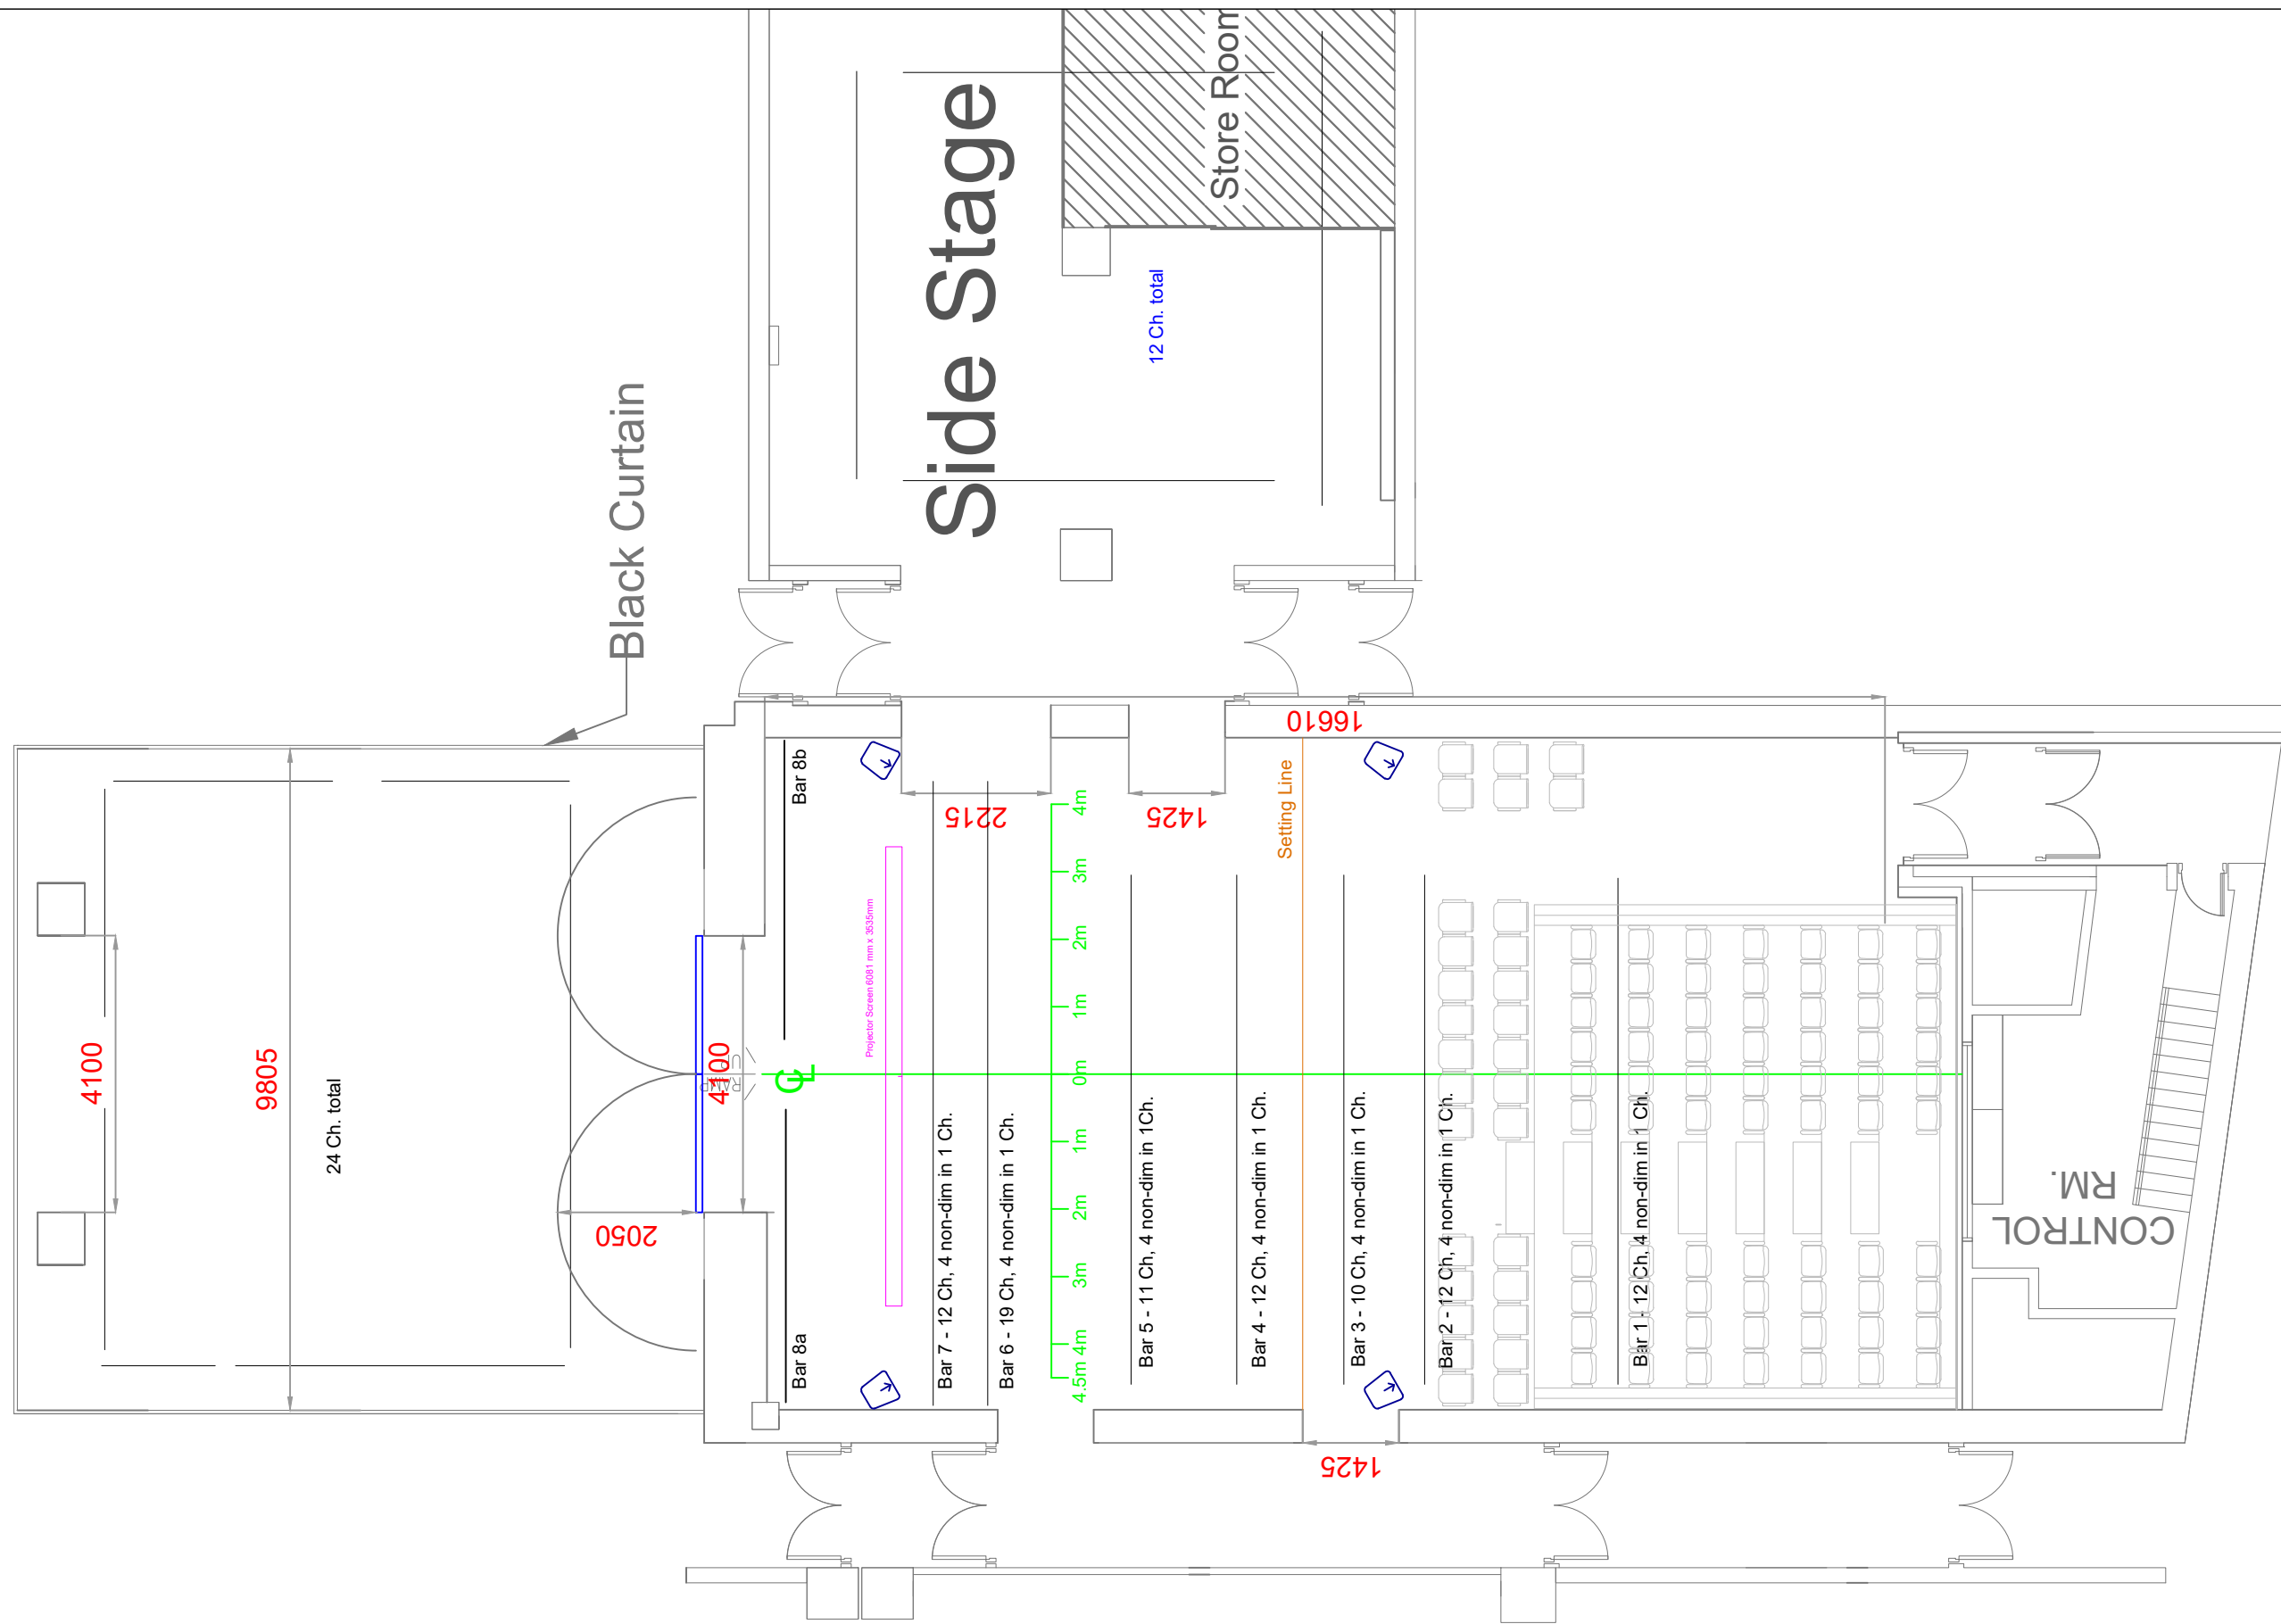 Side Stage
Store Room
12 Ch. total
Black Curtain
16610
Bar 8b
2215
1425
Setting Line
4m
3m
2m
1m
0m
1m
2m
3m
4m
4.5m
Projector Screen 6081 mm x 3535mm
4100
9805
24 Ch. total
2050
4100
RAMP
UP
CL
Bar 8a
Bar 7 - 12 Ch, 4 non-dim in 1 Ch.
Bar 6 - 19 Ch, 4 non-dim in 1 Ch.
Bar 5 - 11 Ch, 4 non-dim in 1Ch.
Bar 4 - 12 Ch, 4 non-dim in 1 Ch.
Bar 3 - 10 Ch, 4 non-dim in 1 Ch.
Bar 2 - 12 Ch, 4 non-dim in 1 Ch.
Bar 1 - 12 Ch, 4 non-dim in 1 Ch.
1425
CONTROL
RM.